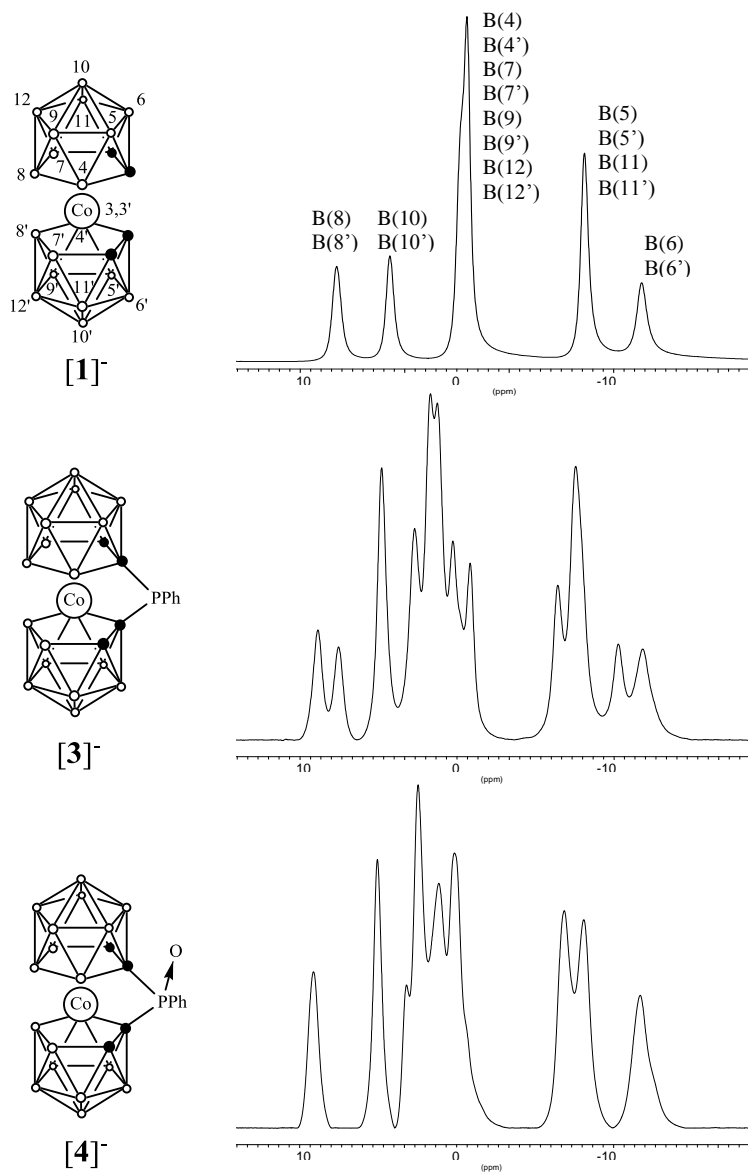 10
12
6
9
11
5
7
4
8
Co
3,3'
8'
7'
4'
9'
11'
5'
12'
6'
10'
[1]-
B(8)
B(8')
B(10)
B(10')
B(4)
B(4')
B(7)
B(7')
B(9)
B(9')
B(12)
B(12')
B(5)
B(5')
B(11)
B(11')
B(6)
B(6')
10 0 -10
(ppm)
Co
PPh
[3]-
10 0 -10
(ppm)
O
Co
PPh
[4]-
10 0 -10
(ppm)